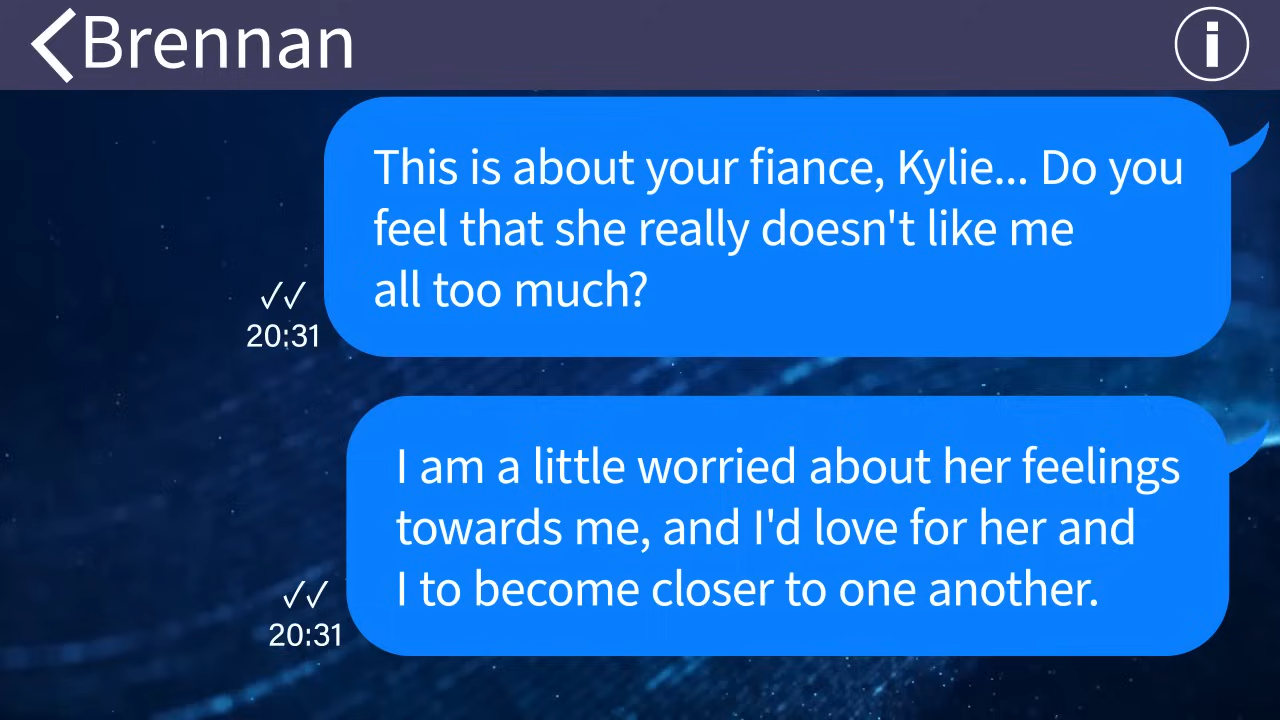 Brennan
This is about your fiance, Kylie... Do you
feel that she really doesn't like me
all too much?
✓✓
20:31
I am a little worried about her feelings
towards me, and I'd love for her and
I to become closer to one another.
✓✓
20:31